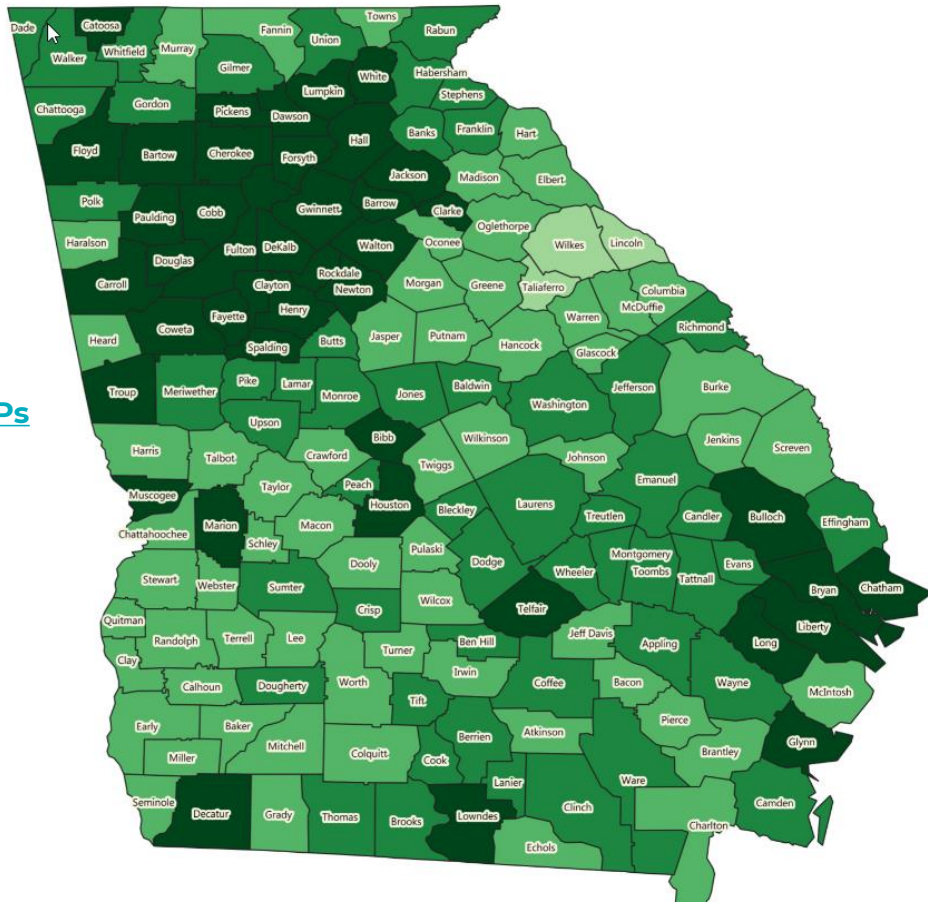 Dade
Catoosa
Fannin
Towns
Union
Rabun
Walker
Whitfield
Murray
Gilmer
White
Habersham
Lumpkin
Stephens
Chattooga
Gordon
Pickens
Dawson
Banks
Franklin
Hart
Hall
Floyd
Bartow
Cherokee
Forsyth
Jackson
Madison
Elbert
Polk
Paulding
Cobb
Gwinnett
Barrow
Clarke
Oglethorpe
Haralson
Fulton
DeKalb
Walton
Oconee
Wilkes
Lincoln
Douglas
Carroll
Clayton
Rockdale
Newton
Morgan
Greene
Taliaferro
Columbia
McDuffie
Coweta
Fayette
Henry
Warren
Richmond
Heard
Spalding
Butts
Jasper
Putnam
Hancock
Glascock
Troup
Meriwether
Pike
Lamar
Monroe
Jones
Baldwin
Washington
Jefferson
Burke
Ps
Upson
Bibb
Wilkinson
Jenkins
Screven
Harris
Talbot
Crawford
Twiggs
Johnson
Taylor
Peach
Emanuel
Muscogee
Marion
Macon
Houston
Bleckley
Laurens
Treutlen
Candler
Bulloch
Effingham
Chattahoochee
Schley
Dooly
Pulaski
Dodge
Wheeler
Montgomery
Toombs
Tattnall
Evans
Stewart
Webster
Sumter
Crisp
Wilcox
Telfair
Bryan
Chatham
Quitman
Randolph
Terrell
Lee
Turner
Ben Hill
Jeff Davis
Appling
Long
Liberty
Clay
Calhoun
Dougherty
Worth
Irwin
Coffee
Bacon
Wayne
McIntosh
Tift
Early
Baker
Mitchell
Colquitt
Berrien
Atkinson
Pierce
Brantley
Glynn
Miller
Cook
Lanier
Ware
Seminole
Decatur
Grady
Thomas
Brooks
Lowndes
Clinch
Echols
Charlton
Camden